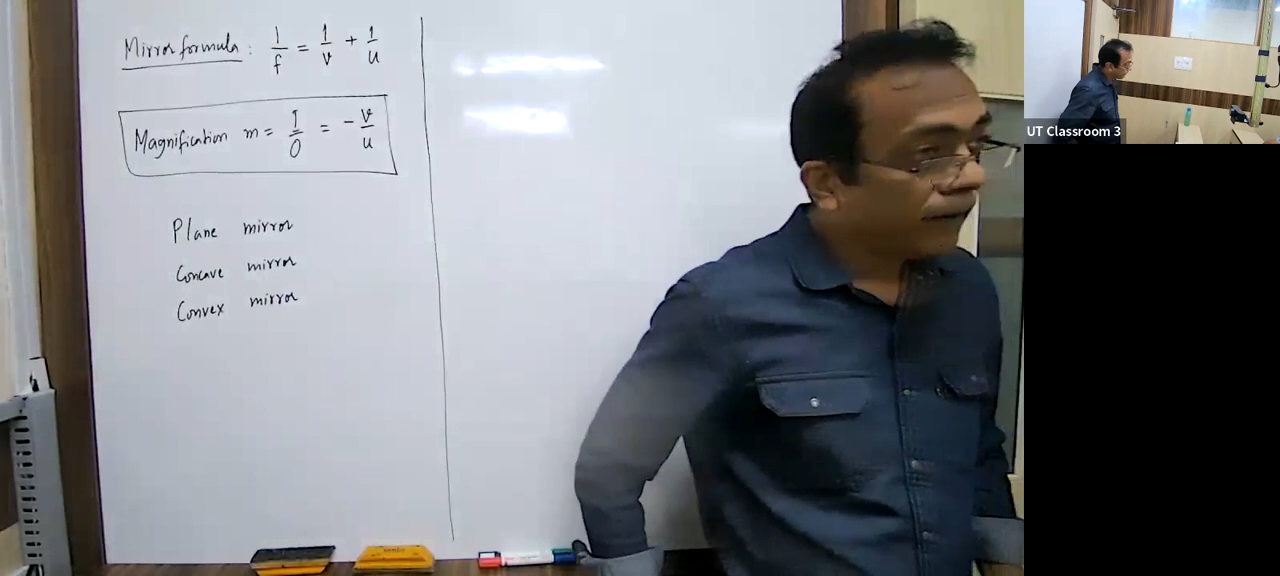 Mirror formula : 1/f = 1/v + 1/u
Magnification m = I/O = - v/u
Plane mirror
Concave mirror
Convex mirror
UT Classroom 3